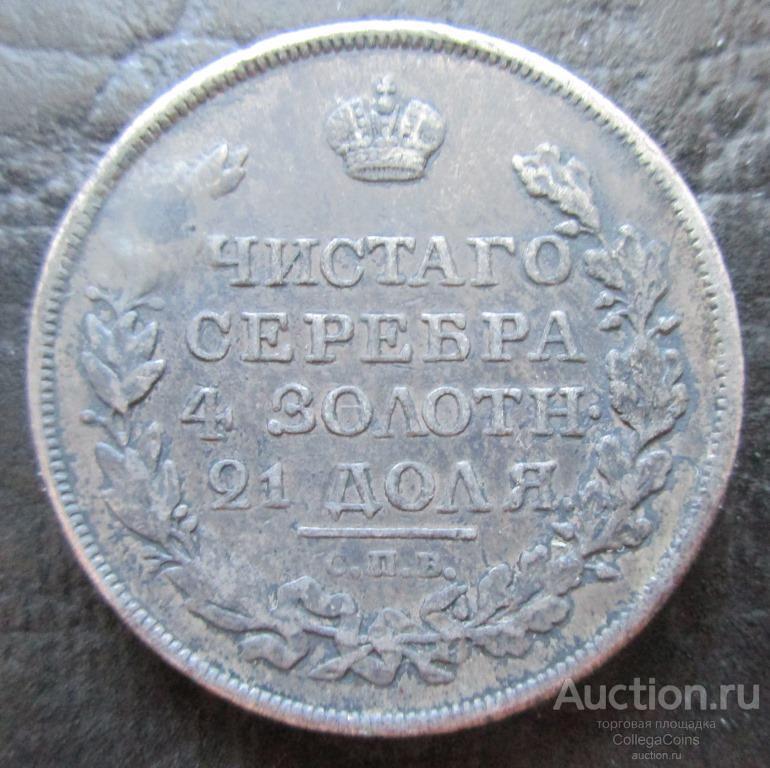 ЧИСТАГО
СЕРЕБРА
4 ЗОЛОТН·
21 ДОЛЯ.
С.П.Б.
Auction.ru
торговая площадка
CollegaCoins
auction.ru